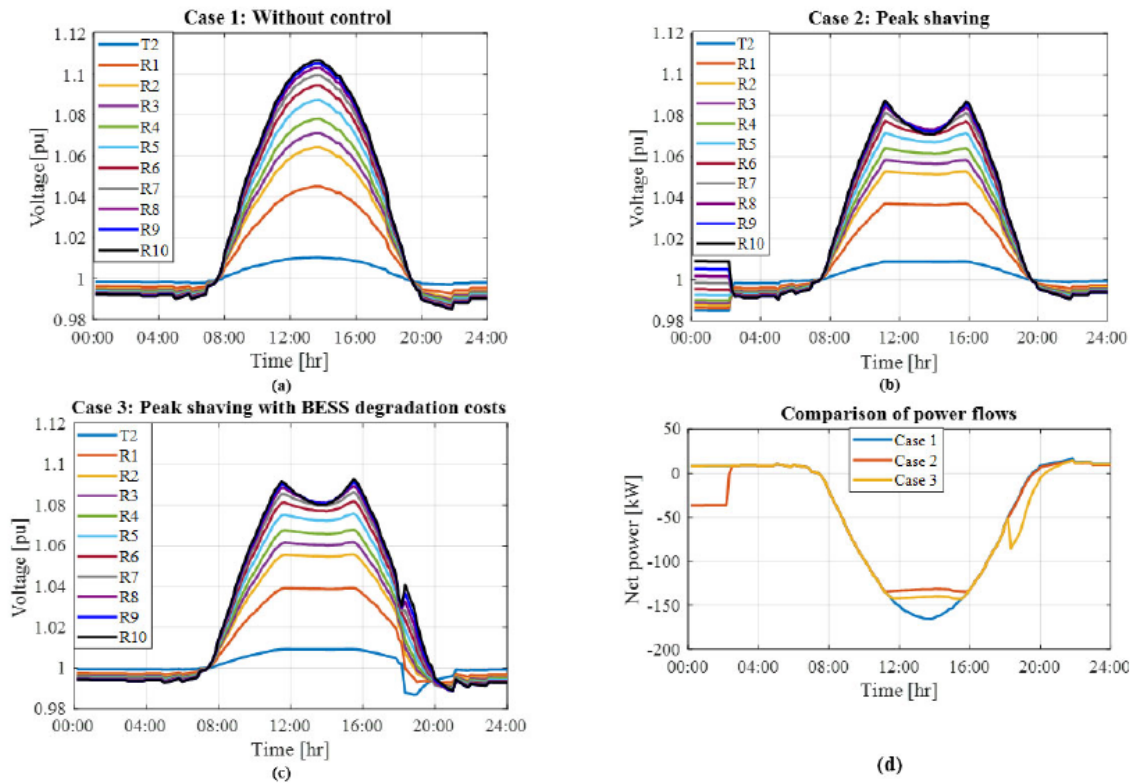 Case 1: Without control
1.12
1.1
1.08
1.06
1.04
1.02
1
0.98
Voltage [pu]
T2
R1
R2
R3
R4
R5
R6
R7
R8
R9
R10
00:00 04:00 08:00 12:00 16:00 20:00 24:00
Time [hr]
(a)
Case 2: Peak shaving
1.12
1.1
1.08
1.06
1.04
1.02
1
0.98
Voltage [pu]
T2
R1
R2
R3
R4
R5
R6
R7
R8
R9
R10
00:00 04:00 08:00 12:00 16:00 20:00 24:00
Time [hr]
(b)
Case 3: Peak shaving with BESS degradation costs
1.12
1.1
1.08
1.06
1.04
1.02
1
0.98
Voltage [pu]
T2
R1
R2
R3
R4
R5
R6
R7
R8
R9
R10
00:00 04:00 08:00 12:00 16:00 20:00 24:00
Time [hr]
(c)
Comparison of power flows
50
0
-50
-100
-150
-200
Net power [kW]
Case 1
Case 2
Case 3
00:00 04:00 08:00 12:00 16:00 20:00 24:00
Time [hr]
(d)